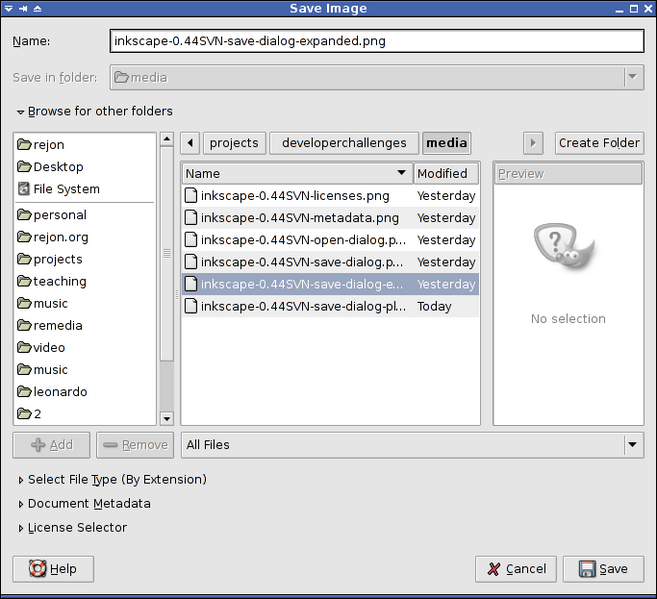 Save Image
Name: inkscape-0.44SVN-save-dialog-expanded.png
Save in folder: media
Browse for other folders
rejon
Desktop
File System
personal
rejon.org
projects
teaching
music
remedia
video
music
leonardo
2
Add Remove
projects developerchallenges media Create Folder
Name Modified
inkscape-0.44SVN-licenses.png Yesterday
inkscape-0.44SVN-metadata.png Yesterday
inkscape-0.44SVN-open-dialog.p... Yesterday
inkscape-0.44SVN-save-dialog.p... Yesterday
inkscape-0.44SVN-save-dialog-e... Yesterday
inkscape-0.44SVN-save-dialog-pl... Today
Preview
?
No selection
All Files
Select File Type (By Extension)
Document Metadata
License Selector
Help Cancel Save